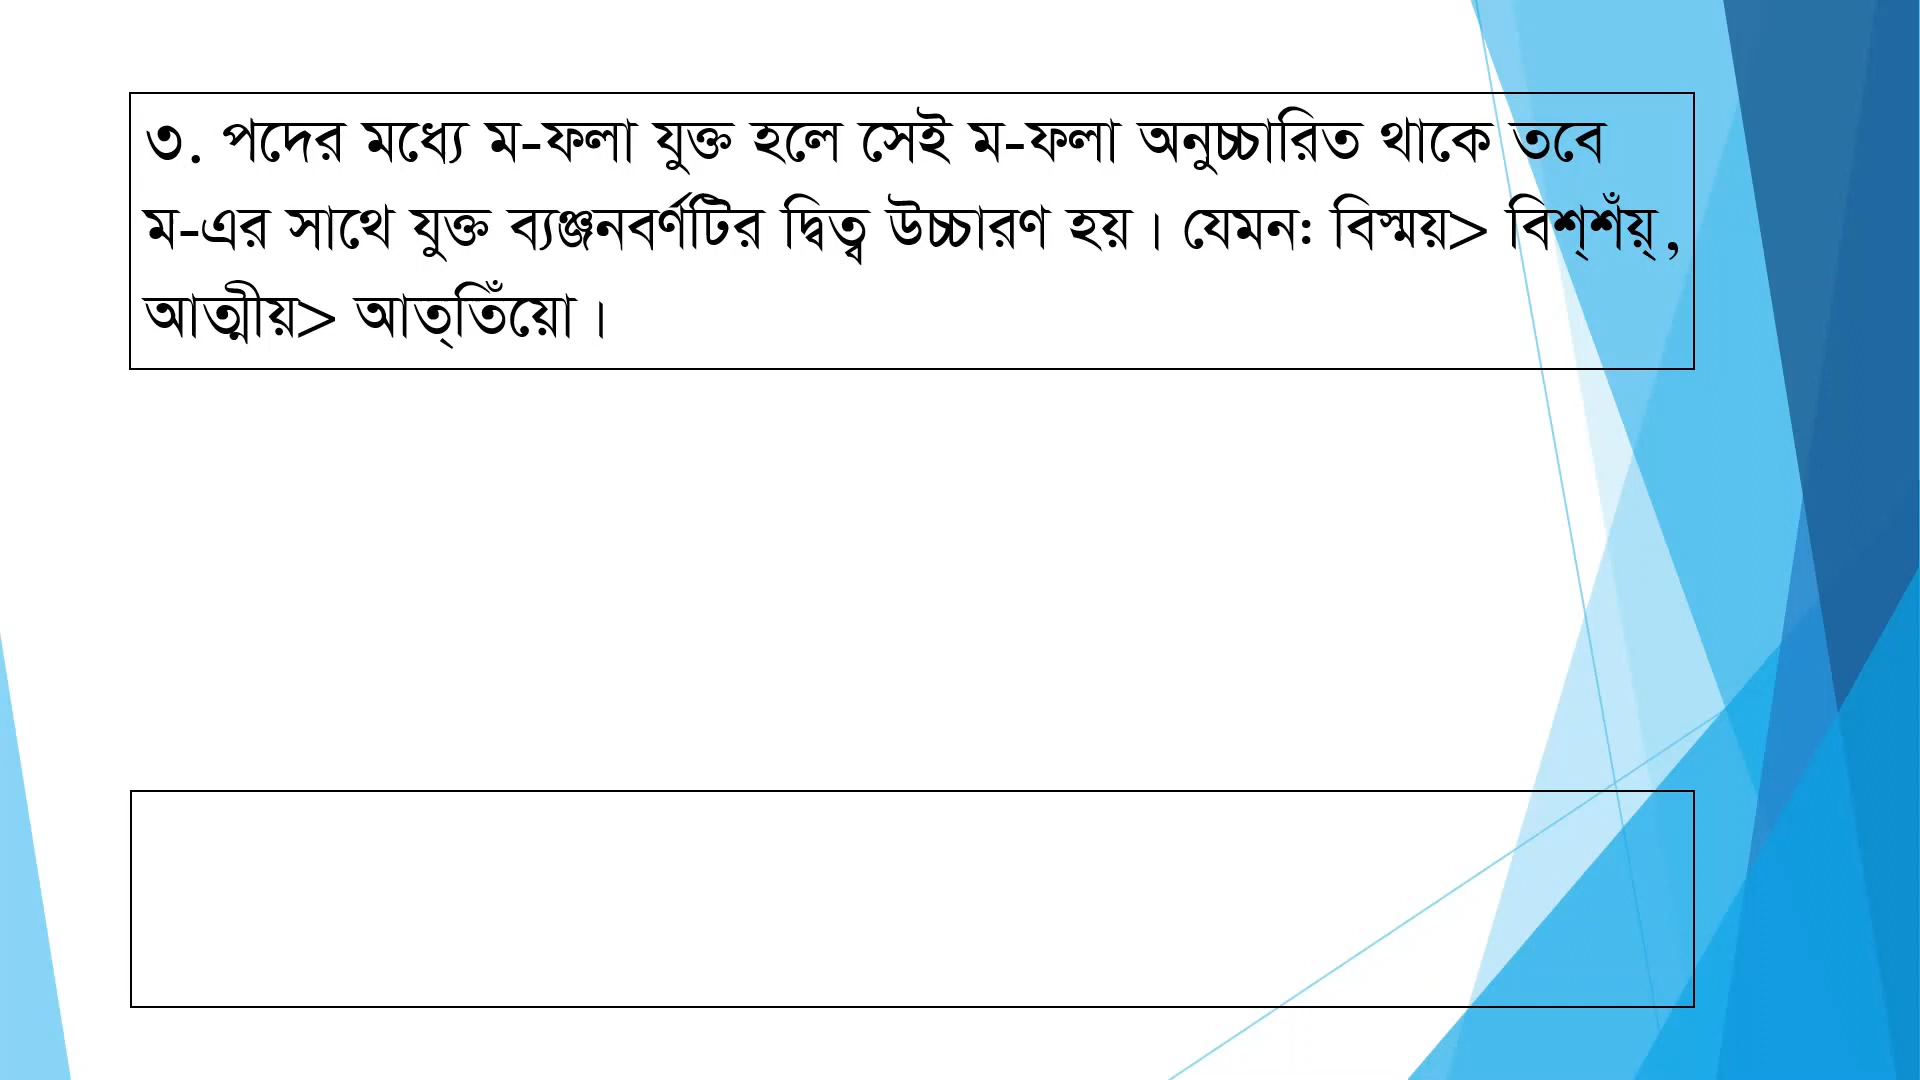 ৩. পদের মধ্যে ম-ফলা যুক্ত হলে সেই ম-ফলা অনুচ্চারিত থাকে তবে
ম-এর সাথে যুক্ত ব্যঞ্জনবর্ণটির দ্বিত্ব উচ্চারণ হয়। যেমনঃ বিস্ময়> বিশ্‌শঁয়্,
আত্মীয়> আত্‌তিঁয়ো।